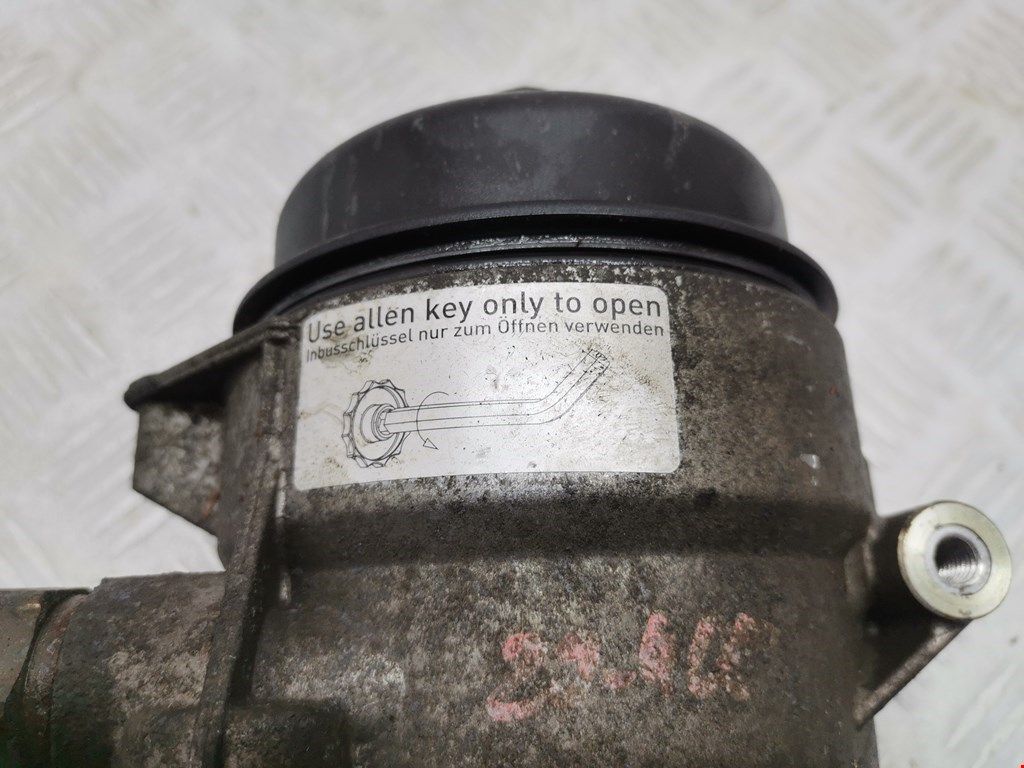 Use allen key only to open
Inbusschlüssel nur zum Öffnen verwenden